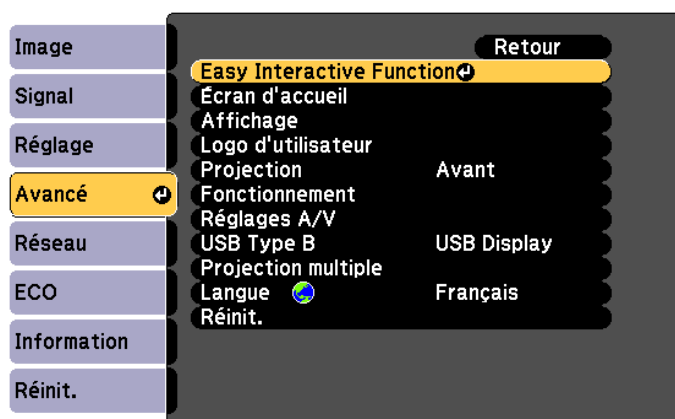 Image
Signal
Réglage
Avancé
Réseau
ECO
Information
Réinit.
Retour
Easy Interactive Function
Écran d'accueil
Affichage
Logo d'utilisateur
Projection Avant
Fonctionnement
Réglages A/V
USB Type B USB Display
Projection multiple
Langue Français
Réinit.